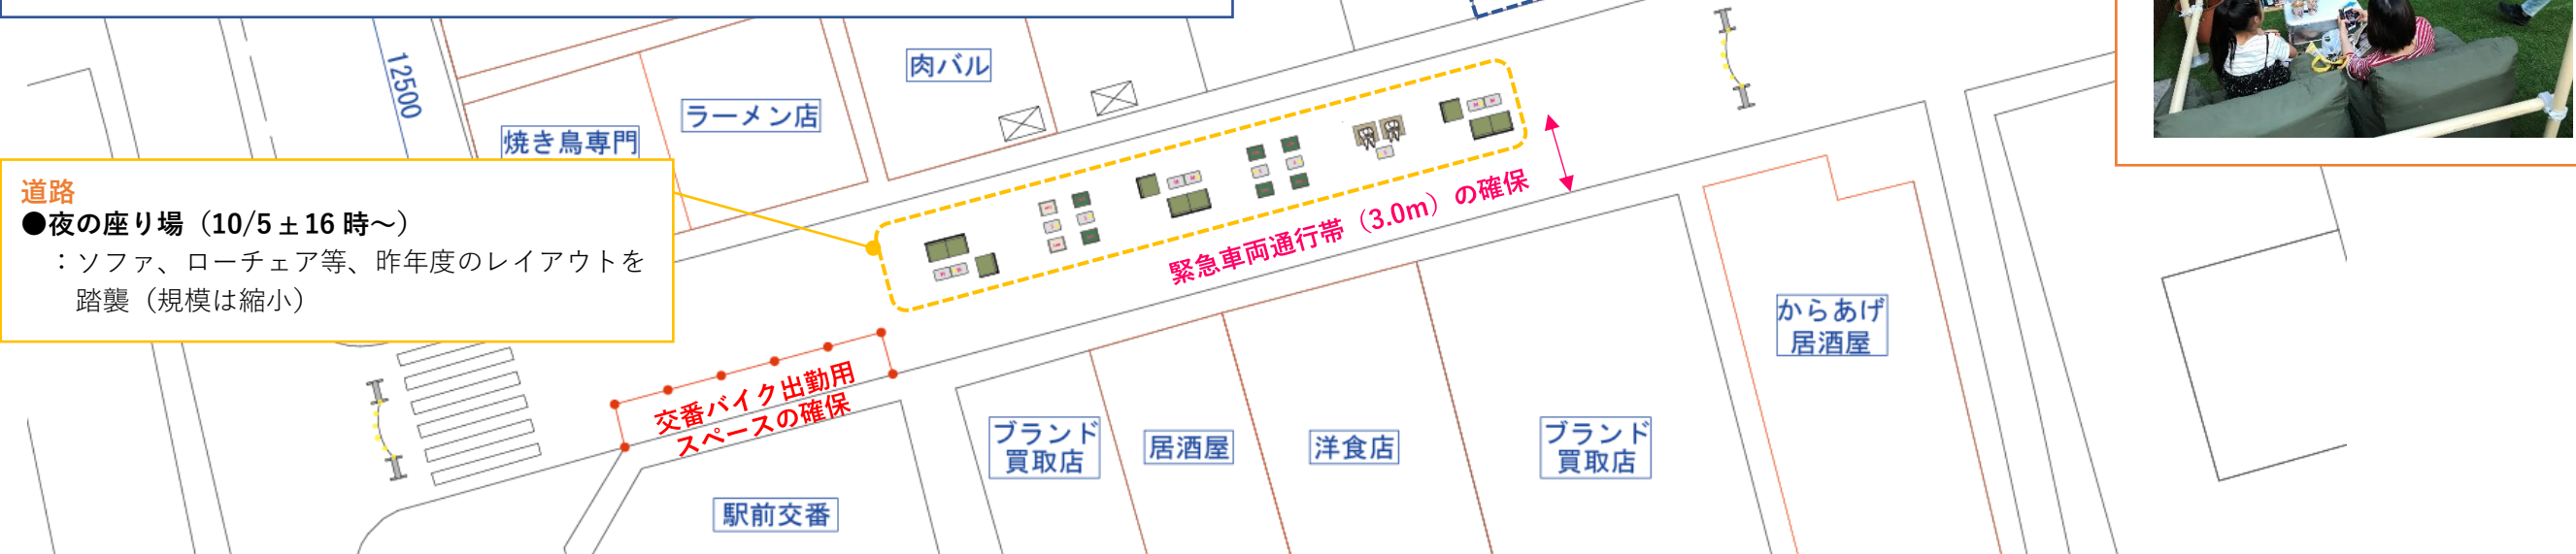 12500
肉バル
ラーメン店
焼き鳥専門
道路
●夜の座り場（10/5 ± 16 時～）
：ソファ、ローチェア等、昨年度のレイアウトを
踏襲（規模は縮小）
緊急車両通行帯（3.0m）の確保
からあげ
居酒屋
交番バイク出動用
スペースの確保
ブランド
買取店
居酒屋
洋食店
ブランド
買取店
駅前交番